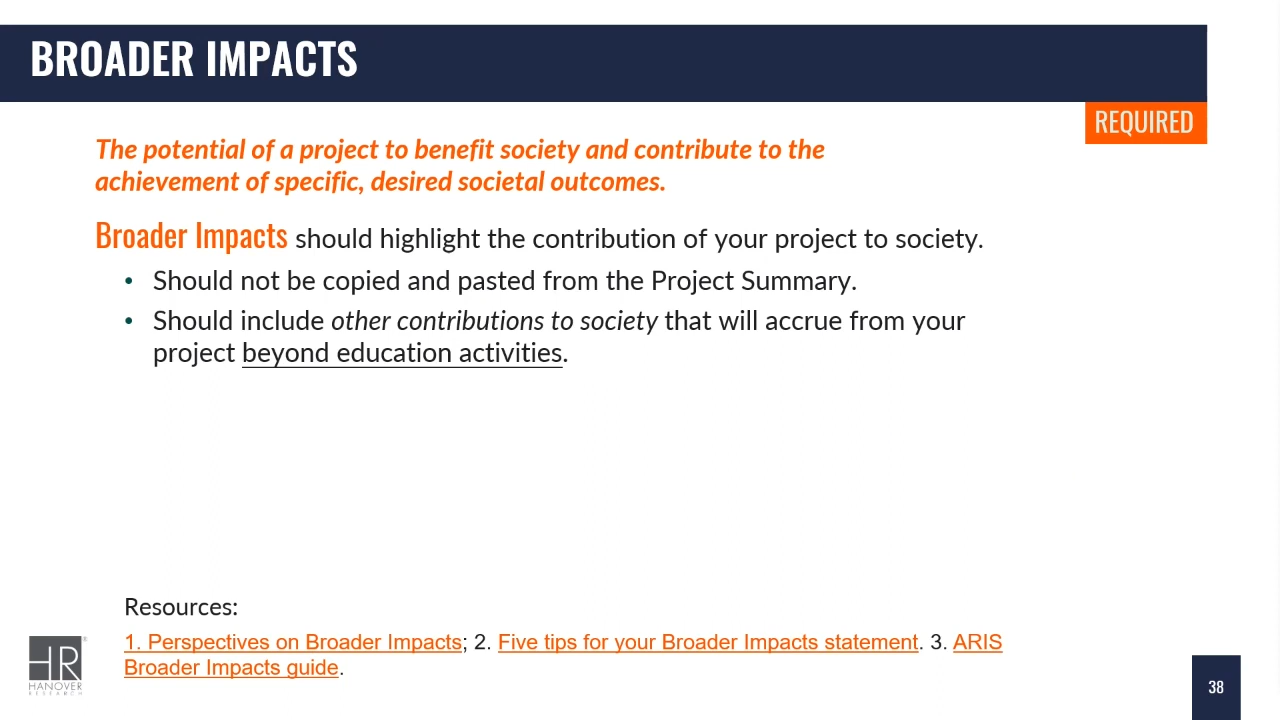 BROADER IMPACTS
REQUIRED
The potential of a project to benefit society and contribute to the
achievement of specific, desired societal outcomes.
Broader Impacts should highlight the contribution of your project to society.
• Should not be copied and pasted from the Project Summary.
• Should include other contributions to society that will accrue from your
project beyond education activities.
Resources:
1. Perspectives on Broader Impacts; 2. Five tips for your Broader Impacts statement. 3. ARIS
Broader Impacts guide.
HR®
HANOVER
RESEARCH
38